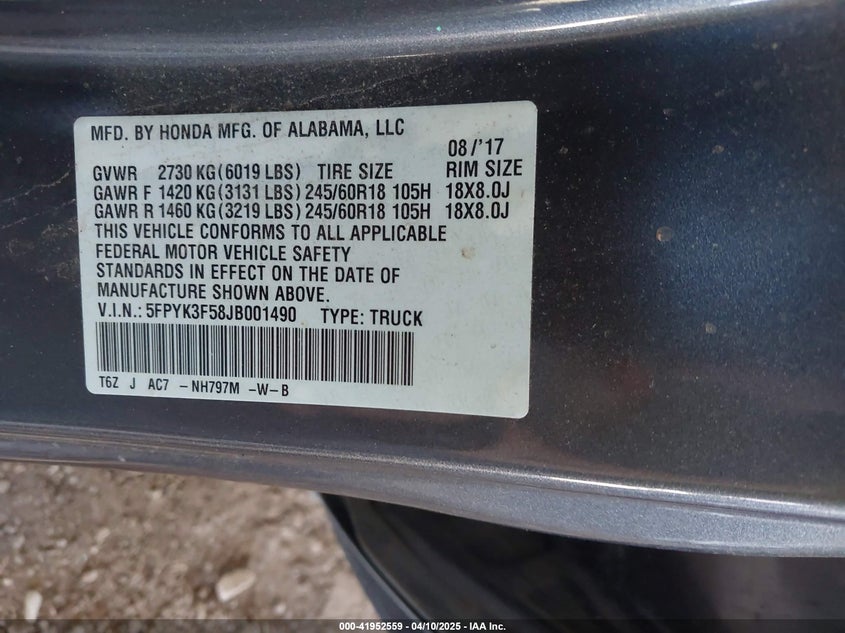 MFD. BY HONDA MFG. OF ALABAMA, LLC
08/'17
GVWR 2730 KG(6019 LBS) TIRE SIZE RIM SIZE
GAWR F 1420 KG(3131 LBS) 245/60R18 105H 18X8.0J
GAWR R 1460 KG(3219 LBS) 245/60R18 105H 18X8.0J
THIS VEHICLE CONFORMS TO ALL APPLICABLE
FEDERAL MOTOR VEHICLE SAFETY
STANDARDS IN EFFECT ON THE DATE OF
MANUFACTURE SHOWN ABOVE.
V.I.N.: 5FPYK3F58JB001490 TYPE: TRUCK
T6Z J AC7 -NH797M -W-B
000-41952559 - 04/10/2025 - IAA Inc.